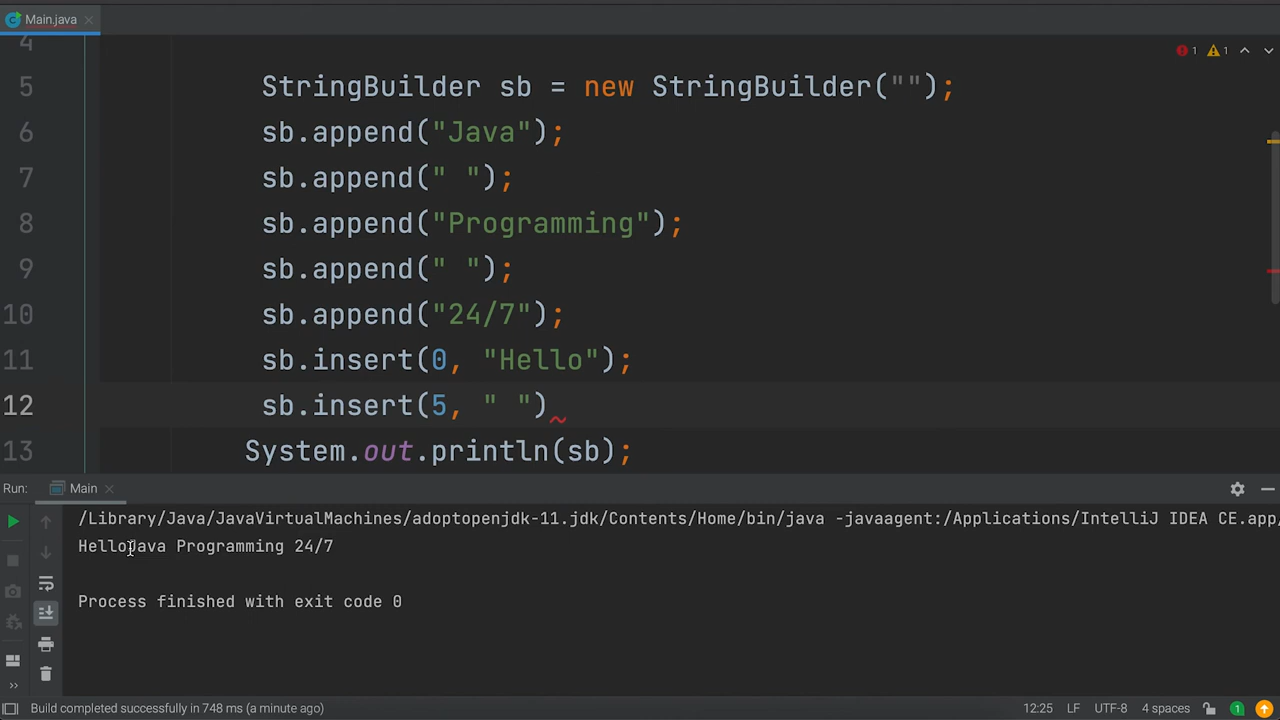 Main.java
1 1
4
5 StringBuilder sb = new StringBuilder("");
6 sb.append("Java");
7 sb.append(" ");
8 sb.append("Programming");
9 sb.append(" ");
10 sb.append("24/7");
11 sb.insert(0, "Hello");
12 sb.insert(5, " ")
13 System.out.println(sb);
Run: Main
/Library/Java/JavaVirtualMachines/adoptopenjdk-11.jdk/Contents/Home/bin/java -javaagent:/Applications/IntelliJ IDEA CE.app/
HelloJava Programming 24/7
Process finished with exit code 0
Build completed successfully in 748 ms (a minute ago) 12:25 LF UTF-8 4 spaces 1